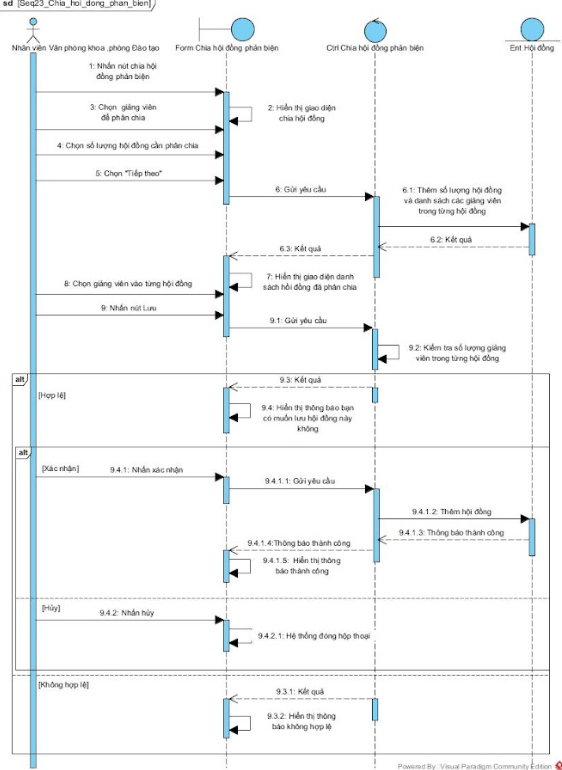 sd [Seq23_Chia_hoi_dong_phan_bien]
Nhân viên Văn phòng khoa ,phòng Đào tạo
Form Chia hội đồng phản biện
Ctrl Chia hội đồng phản biện
Ent Hội đồng
1: Nhấn nút chia hội
đồng phản biện
2: Hiển thị giao diện
chia hội đồng
3: Chọn giảng viên
để phân chia
4: Chọn số lượng hội đồng cần phân chia
5: Chọn "Tiếp theo"
6: Gửi yêu cầu
6.1: Thêm số lượng hội đồng
và danh sách các giảng viên
trong từng hội đồng
6.2: Kết quả
6.3: Kết quả
7: Hiển thị giao diện danh
sách hồi đồng đã phân chia
8: Chọn giảng viên vào từng hội đồng
9: Nhấn nút Lưu
9.1: Gửi yêu cầu
9.2: Kiểm tra số lượng giảng
viên trong từng hội đồng
alt
[Hợp lệ]
9.3: Kết quả
9.4: Hiển thị thông báo bạn
có muốn lưu hội đồng này
không
alt
[Xác nhận]
9.4.1: Nhấn xác nhận
9.4.1.1: Gửi yêu cầu
9.4.1.2: Thêm hội đồng
9.4.1.3: Thông báo thành công
9.4.1.4:Thông báo thành công
9.4.1.5: Hiển thị thông
báo thành công
[Hủy]
9.4.2: Nhấn hủy
9.4.2.1: Hệ thống đóng hộp thoại
[Không hợp lệ]
9.3.1: Kết quả
9.3.2: Hiển thị thông
báo không hợp lệ
Powered By: Visual Paradigm Community Edition